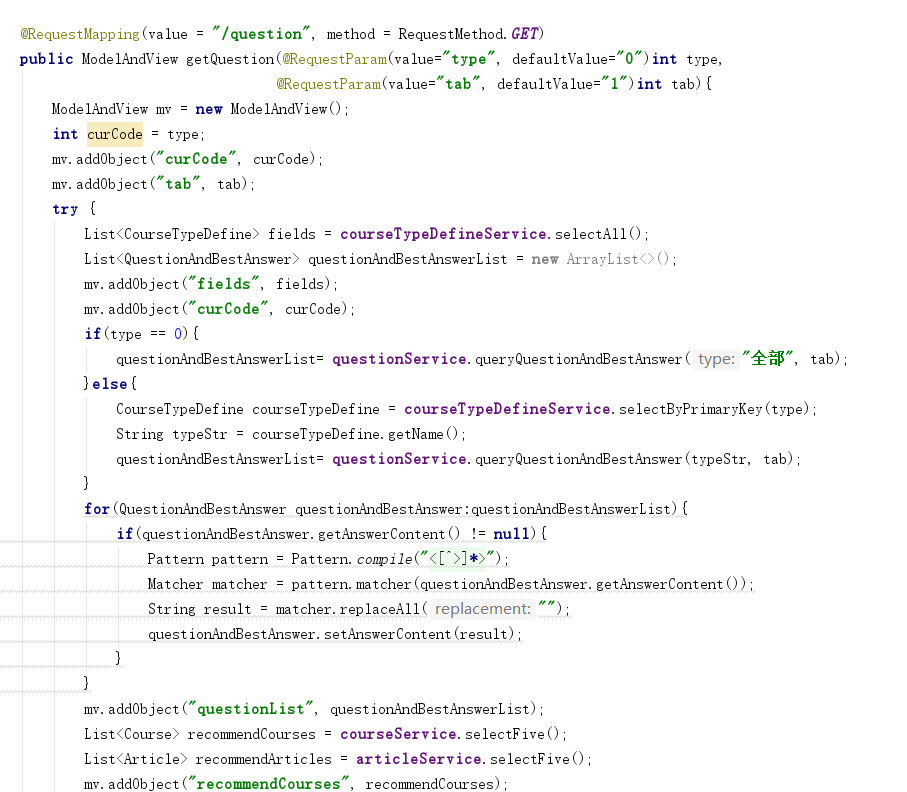 @RequestMapping(value = "/question", method = RequestMethod.GET)
public ModelAndView getQuestion(@RequestParam(value="type", defaultValue="0")int type,
@RequestParam(value="tab", defaultValue="1")int tab){
ModelAndView mv = new ModelAndView();
int curCode = type;
mv.addObject("curCode", curCode);
mv.addObject("tab", tab);
try {
List<CourseTypeDefine> fields = courseTypeDefineService.selectAll();
List<QuestionAndBestAnswer> questionAndBestAnswerList = new ArrayList<>();
mv.addObject("fields", fields);
mv.addObject("curCode", curCode);
if(type == 0){
questionAndBestAnswerList= questionService.queryQuestionAndBestAnswer( type: "全部", tab);
}else{
CourseTypeDefine courseTypeDefine = courseTypeDefineService.selectByPrimaryKey(type);
String typeStr = courseTypeDefine.getName();
questionAndBestAnswerList= questionService.queryQuestionAndBestAnswer(typeStr, tab);
}
for(QuestionAndBestAnswer questionAndBestAnswer:questionAndBestAnswerList){
if(questionAndBestAnswer.getAnswerContent() != null){
Pattern pattern = Pattern.compile("<[^>]*>");
Matcher matcher = pattern.matcher(questionAndBestAnswer.getAnswerContent());
String result = matcher.replaceAll( replacement: "");
questionAndBestAnswer.setAnswerContent(result);
}
}
mv.addObject("questionList", questionAndBestAnswerList);
List<Course> recommendCourses = courseService.selectFive();
List<Article> recommendArticles = articleService.selectFive();
mv.addObject("recommendCourses", recommendCourses);